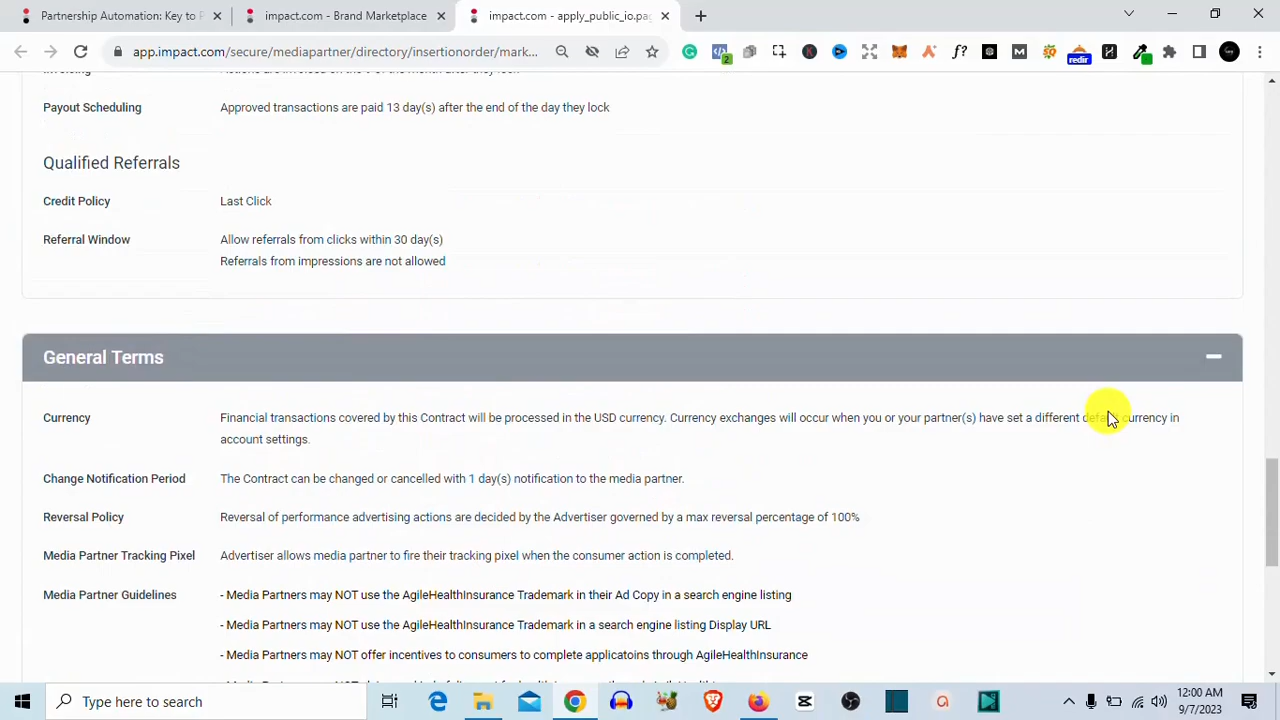 Partnership Automation: Key to
impact.com - Brand Marketplace
impact.com - apply_public_io.pa
app.impact.com/secure/mediapartner/directory/insertionorder/mark...
Payout Scheduling Approved transactions are paid 13 day(s) after the end of the day they lock
Qualified Referrals
Credit Policy Last Click
Referral Window Allow referrals from clicks within 30 day(s)
Referrals from impressions are not allowed
General Terms
Currency Financial transactions covered by this Contract will be processed in the USD currency. Currency exchanges will occur when you or your partner(s) have set a different default currency in
account settings.
Change Notification Period The Contract can be changed or cancelled with 1 day(s) notification to the media partner.
Reversal Policy Reversal of performance advertising actions are decided by the Advertiser governed by a max reversal percentage of 100%
Media Partner Tracking Pixel Advertiser allows media partner to fire their tracking pixel when the consumer action is completed.
Media Partner Guidelines - Media Partners may NOT use the AgileHealthInsurance Trademark in their Ad Copy in a search engine listing
- Media Partners may NOT use the AgileHealthInsurance Trademark in a search engine listing Display URL
- Media Partners may NOT offer incentives to consumers to complete applicatoins through AgileHealthInsurance
Type here to search
12:00 AM
9/7/2023